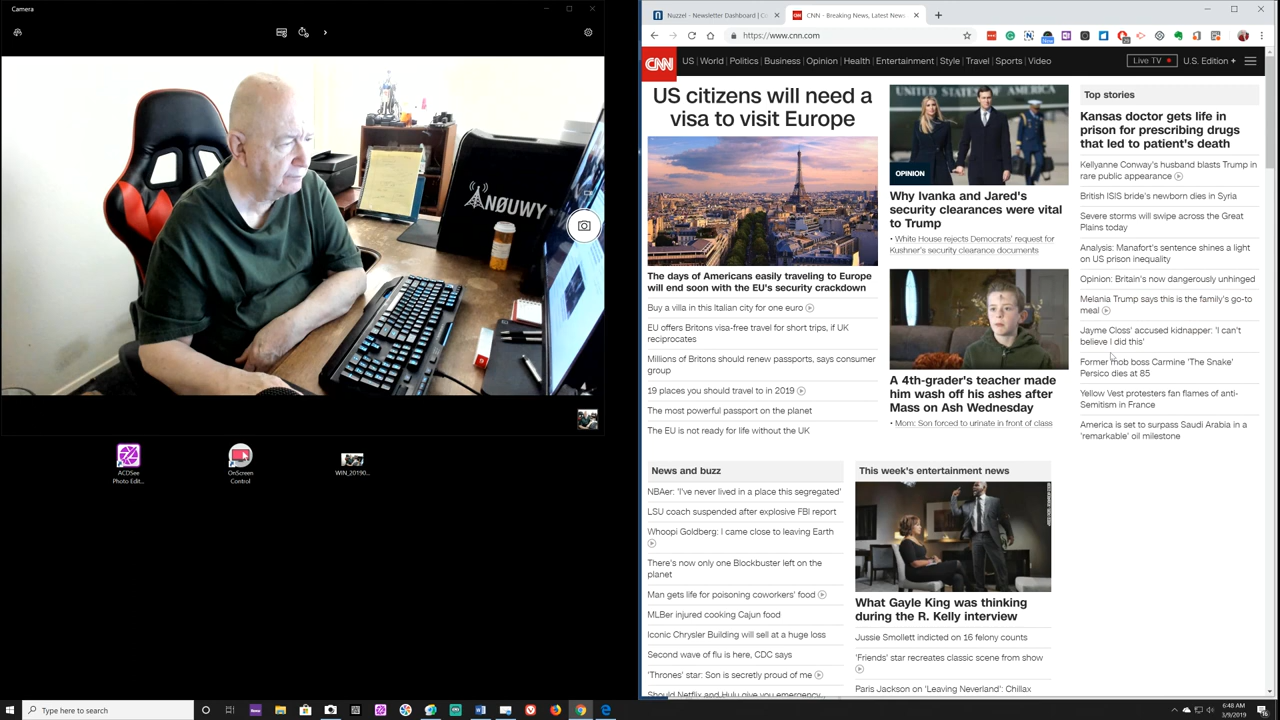 Camera
NØUWY
ACDSee
Photo Edit...
OnScreen
Control
WIN_20190...
Nuzzel - Newsletter Dashboard | C
CNN - Breaking News, Latest News
https://www.cnn.com
CNN
US | World | Politics | Business | Opinion | Health | Entertainment | Style | Travel | Sports | Video
Live TV
U.S. Edition +
US citizens will need a
visa to visit Europe
The days of Americans easily traveling to Europe
will end soon with the EU's security crackdown
Buy a villa in this Italian city for one euro
EU offers Britons visa-free travel for short trips, if UK
reciprocates
Millions of Britons should renew passports, says consumer
group
19 places you should travel to in 2019
The most powerful passport on the planet
The EU is not ready for life without the UK
UNITED STATES OF AMERICA
OPINION
Why Ivanka and Jared's
security clearances were vital
to Trump
• White House rejects Democrats' request for
Kushner's security clearance documents
A 4th-grader's teacher made
him wash off his ashes after
Mass on Ash Wednesday
• Mom: Son forced to urinate in front of class
Top stories
Kansas doctor gets life in
prison for prescribing drugs
that led to patient's death
Kellyanne Conway's husband blasts Trump in
rare public appearance
British ISIS bride's newborn dies in Syria
Severe storms will swipe across the Great
Plains today
Analysis: Manafort's sentence shines a light
on US prison inequality
Opinion: Britain's now dangerously unhinged
Melania Trump says this is the family's go-to
meal
Jayme Closs' accused kidnapper: 'I can't
believe I did this'
Former mob boss Carmine 'The Snake'
Persico dies at 85
Yellow Vest protesters fan flames of anti-
Semitism in France
America is set to surpass Saudi Arabia in a
'remarkable' oil milestone
News and buzz
NBAer: 'I've never lived in a place this segregated'
LSU coach suspended after explosive FBI report
Whoopi Goldberg: I came close to leaving Earth
There's now only one Blockbuster left on the
planet
Man gets life for poisoning coworkers' food
MLBer injured cooking Cajun food
Iconic Chrysler Building will sell at a huge loss
Second wave of flu is here, CDC says
'Thrones' star: Son is secretly proud of me
Should Netflix and Hulu give you emergency
This week's entertainment news
What Gayle King was thinking
during the R. Kelly interview
Jussie Smollett indicted on 16 felony counts
'Friends' star recreates classic scene from show
Paris Jackson on 'Leaving Neverland': Chillax
Type here to search
6:48 AM
3/9/2019